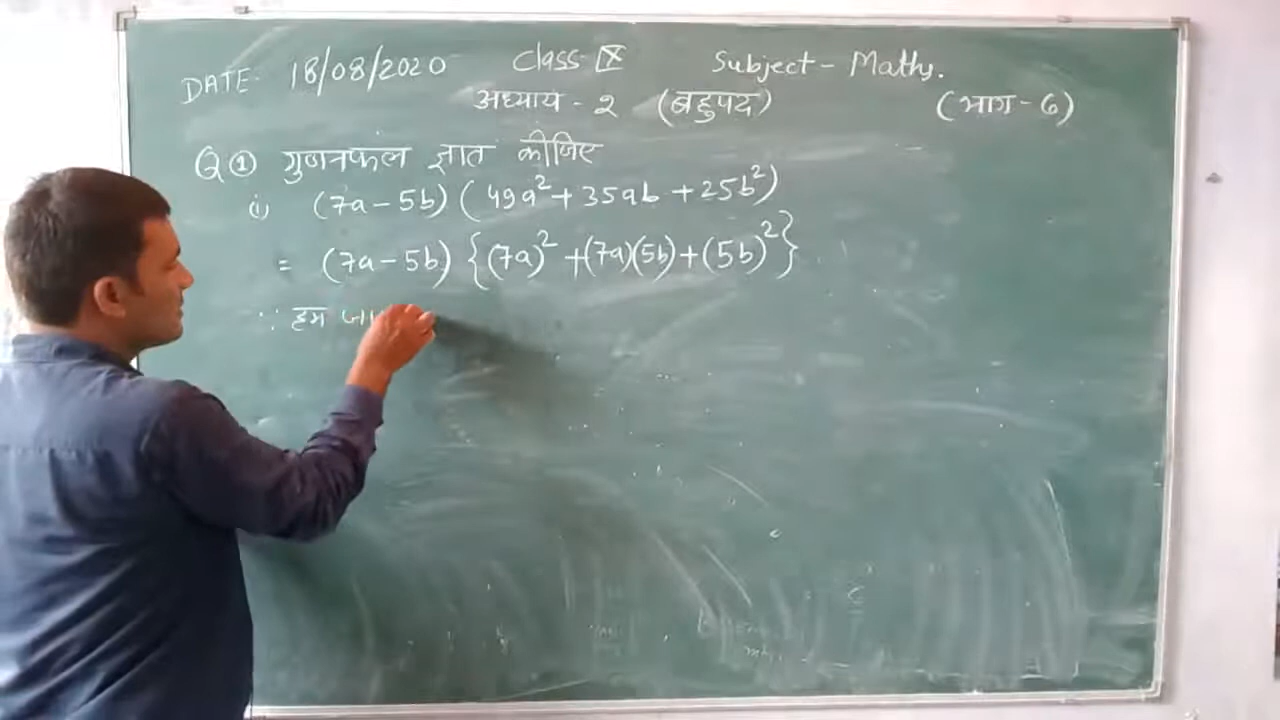 DATE- 18/08/2020 Class-IX Subject - Maths.
अध्याय - 2 (बहुपद) (भाग - 6)
Q ① गुणनफल ज्ञात कीजिए
(i) (7a - 5b) (49a² + 35ab + 25b²)
= (7a - 5b) {(7a)² + (7a)(5b) + (5b)²}
∵ हम